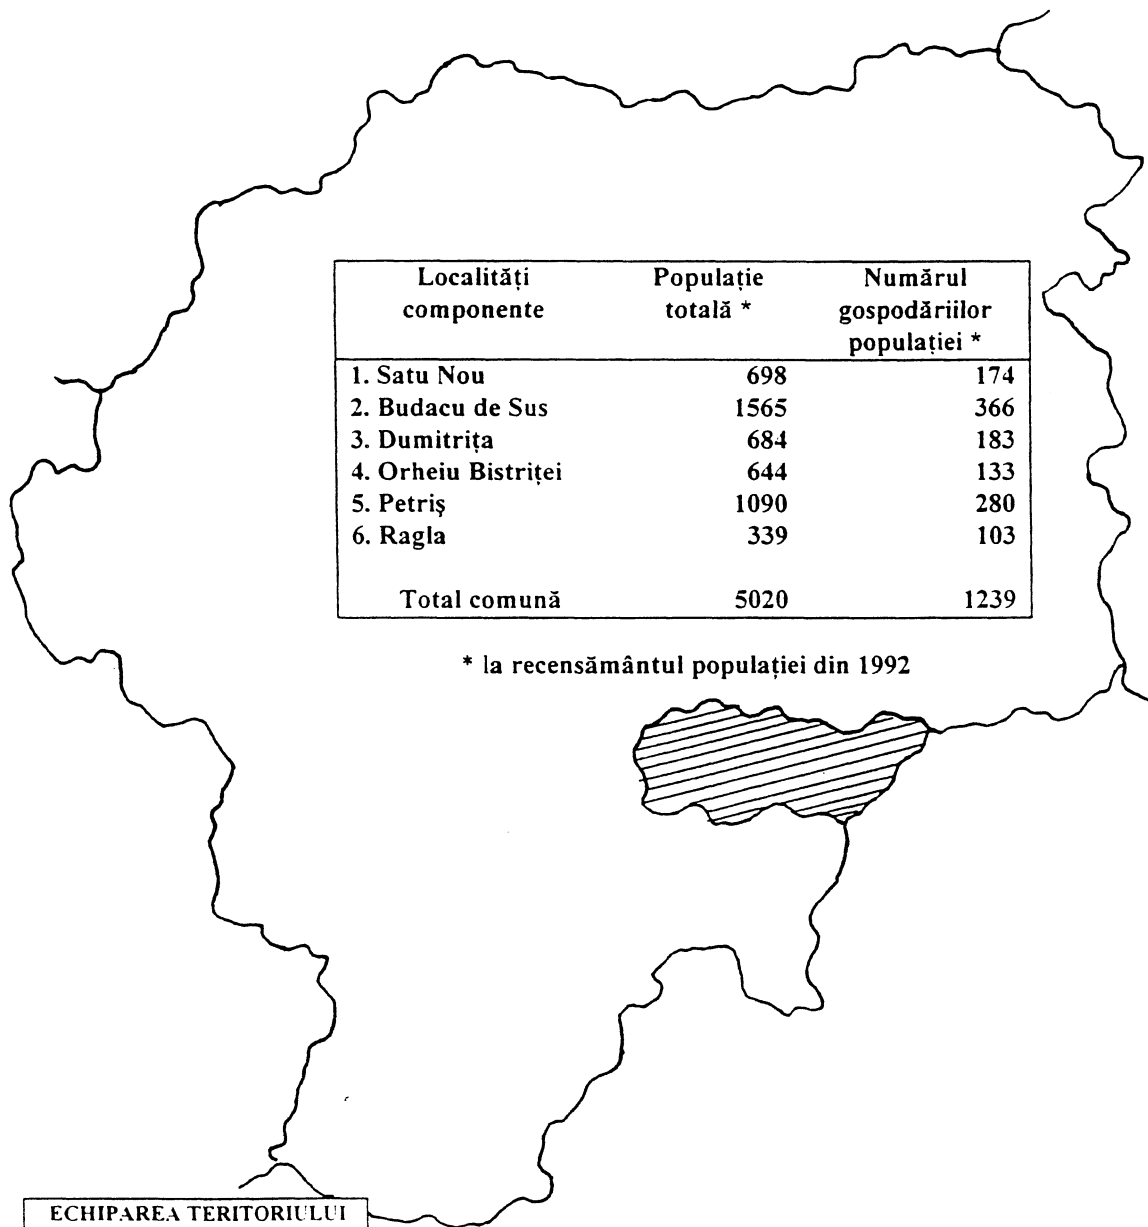 Localități Populație Numărul
componente totală * gospodăriilor
populației *
1. Satu Nou 698 174
2. Budacu de Sus 1565 366
3. Dumitrița 684 183
4. Orheiu Bistriței 644 133
5. Petriş 1090 280
6. Ragla 339 103
Total comună 5020 1239
* la recensământul populației din 1992
ECHIPAREA TERITORIULUI